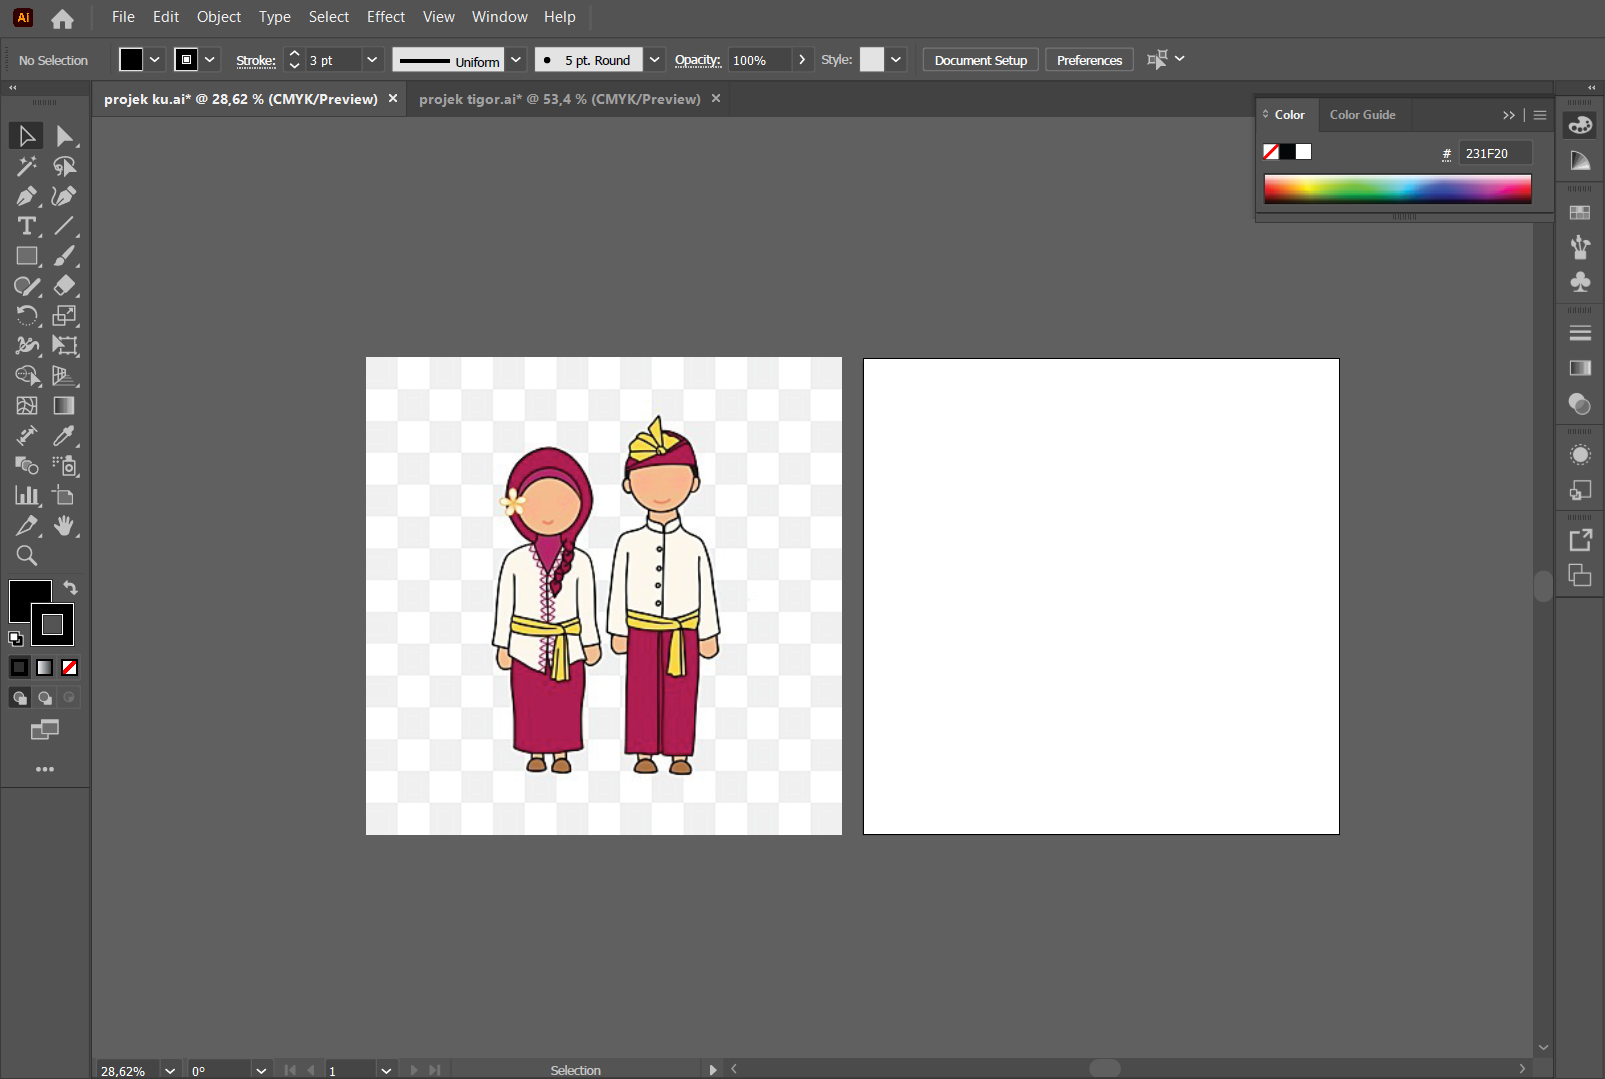 Ai File Edit Object Type Select Effect View Window Help
No Selection Stroke: 3 pt Uniform 5 pt. Round Opacity: 100% Style: Document Setup Preferences
projek ku.ai* @ 28,62 % (CMYK/Preview) × projek tigor.ai* @ 53,4 % (CMYK/Preview) ×
Color Color Guide
# 231F20
28,62% 0° 1 Selection